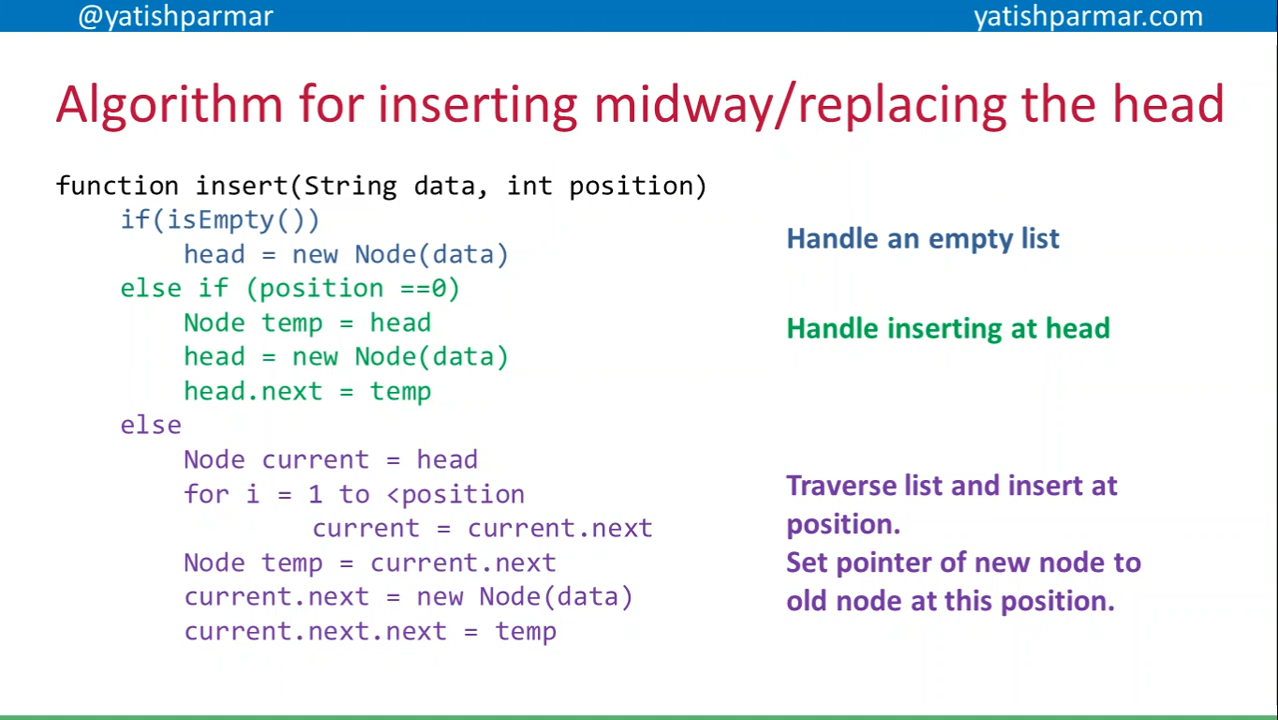 @yatishparmar
yatishparmar.com
Algorithm for inserting midway/replacing the head
function insert(String data, int position)
if(isEmpty())
head = new Node(data)
else if (position ==0)
Node temp = head
head = new Node(data)
head.next = temp
else
Node current = head
for i = 1 to <position
current = current.next
Node temp = current.next
current.next = new Node(data)
current.next.next = temp
Handle an empty list
Handle inserting at head
Traverse list and insert at
position.
Set pointer of new node to
old node at this position.